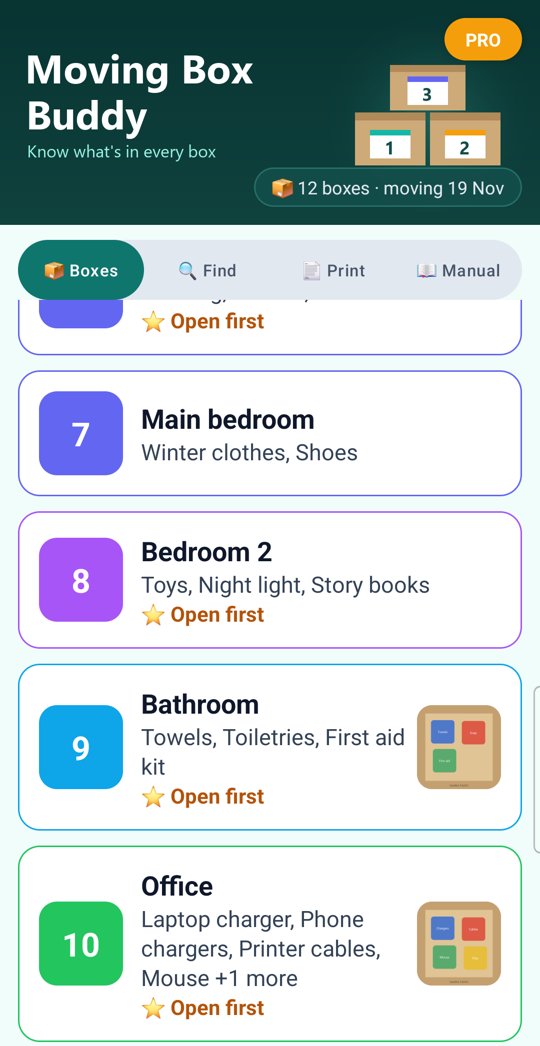 PRO
Moving Box
Buddy
Know what's in every box
3
1
2
📦 12 boxes · moving 19 Nov
📦 Boxes
🔍 Find
📄 Print
📖 Manual
⭐ Open first
7
Main bedroom
Winter clothes, Shoes
8
Bedroom 2
Toys, Night light, Story books
⭐ Open first
9
Bathroom
Towels, Toiletries, First aid
kit
⭐ Open first
10
Office
Laptop charger, Phone
chargers, Printer cables,
Mouse +1 more
⭐ Open first